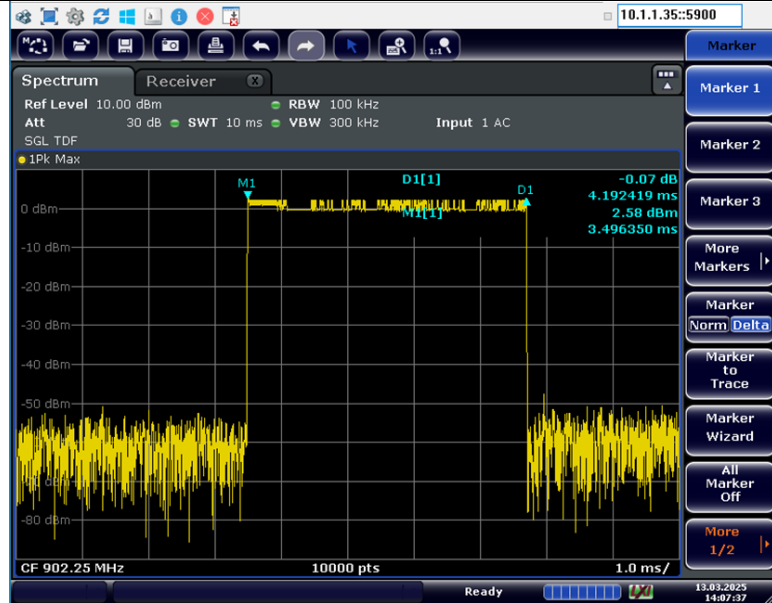 10.1.1.35::5900
Marker
Spectrum
Receiver
Ref Level 10.00 dBm RBW 100 kHz
Att 30 dB SWT 10 ms VBW 300 kHz Input 1 AC
SGL TDF
1Pk Max
M1
D1[1] -0.07 dB
4.192419 ms
D1
M1[1] 2.58 dBm
3.496350 ms
0 dBm
-10 dBm
-20 dBm
-30 dBm
-40 dBm
-50 dBm
-80 dBm
CF 902.25 MHz 10000 pts 1.0 ms/
Marker 1
Marker 2
Marker 3
More
Markers
Marker
Norm Delta
Marker
to
Trace
Marker
Wizard
All
Marker
Off
More
1/2
Ready
LXI
13.03.2025
14:07:37
1:1